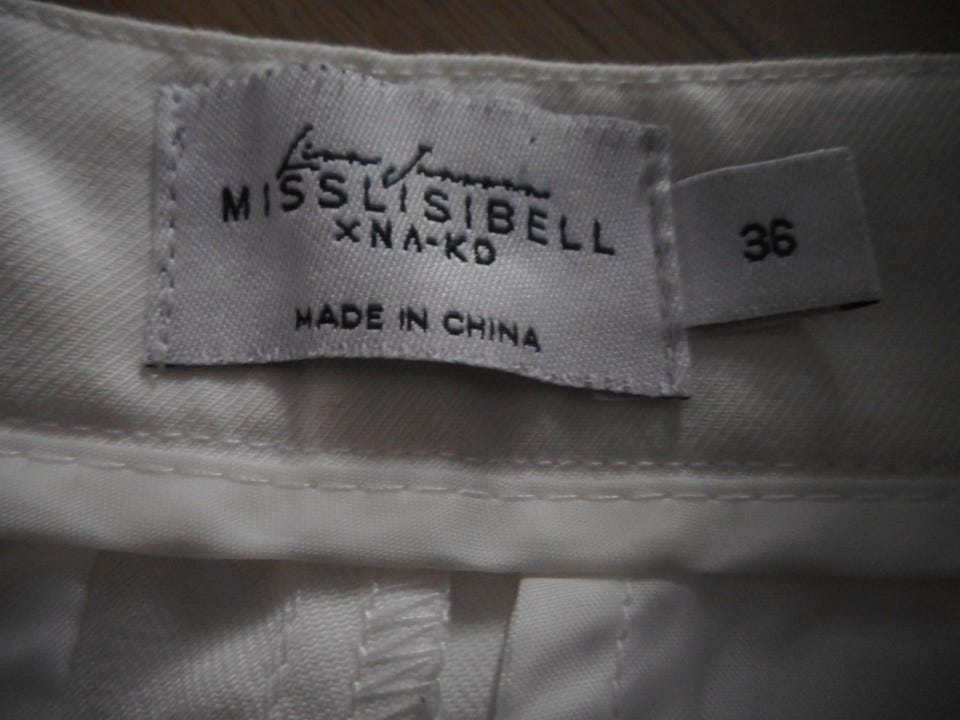 MISSLISIBELL
X NA-KD
MADE IN CHINA
36